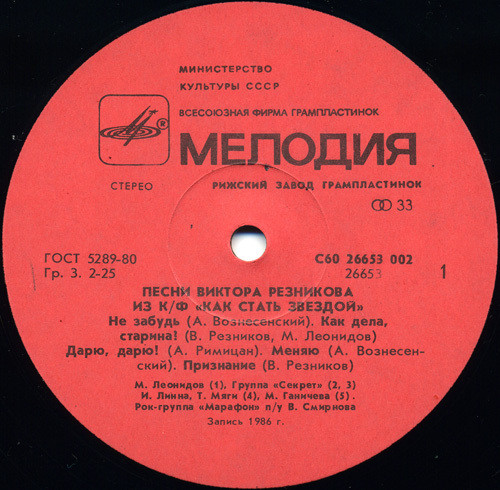 МИНИСТЕРСТВО
КУЛЬТУРЫ СССР
ВСЕСОЮЗНАЯ ФИРМА ГРАМПЛАСТИНОК
МЕЛОДИЯ
®
СТЕРЕО
РИЖСКИЙ ЗАВОД ГРАМПЛАСТИНОК
33
ГОСТ 5289-80
Гр. 3. 2-25
С60 26653 002
26653
1
ПЕСНИ ВИКТОРА РЕЗНИКОВА
ИЗ К/Ф «КАК СТАТЬ ЗВЕЗДОЙ»
Не забудь (А. Вознесенский). Как дела,
старина! (В. Резников, М. Леонидов)
Дарю, дарю! (А. Римицан). Меняю (А. Вознесен-
ский). Признание (В. Резников)
М. Леонидов (1), Группа «Секрет» (2, 3)
И. Линна, Т. Мяги (4), М. Ганичева (5).
Рок-группа «Марафон» п/у В. Смирнова
Запись 1986 г.